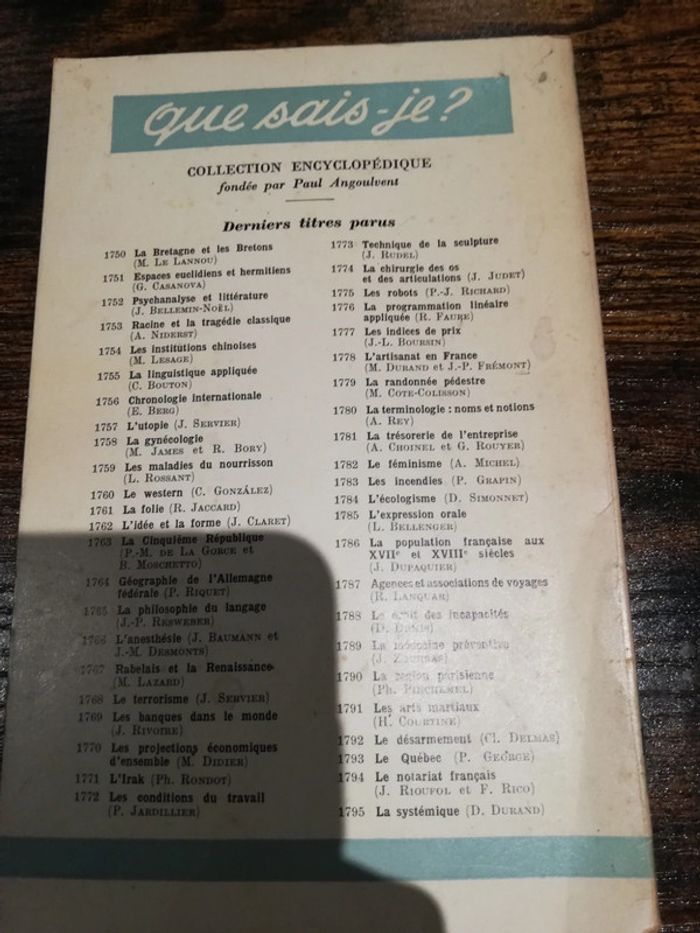 que sais-je?
COLLECTION ENCYCLOPÉDIQUE
fondée par Paul Angoulvent
Derniers titres parus
1750 La Bretagne et les Bretons
(M. LE LANNOU)
1751 Espaces euclidiens et hermitiens
(G. CASANOVA)
1752 Psychanalyse et littérature
(J. BELLEMIN-NOËL)
1753 Racine et la tragédie classique
(A. NIDERST)
1754 Les institutions chinoises
(M. LESAGE)
1755 La linguistique appliquée
(C. BOUTON)
1756 Chronologie internationale
(E. BERG)
1757 L'utopie (J. SERVIER)
1758 La gynécologie
(M. JAMES et R. BORY)
1759 Les maladies du nourrisson
(L. ROSSANT)
1760 Le western (C. GONZÁLEZ)
1761 La folie (R. JACCARD)
1762 L'idée et la forme (J. CLARET)
1763 La Cinquième République
(P.-M. DE LA GORCE et
B. MOSCHETTO)
1764 Géographie de l'Allemagne
fédérale (P. RIQUET)
1765 La philosophie du langage
(J.-P. RESWEBER)
1766 L'anesthésie (J. BAUMANN et
J.-M. DESMONTS)
1767 Rabelais et la Renaissance
(M. LAZARD)
1768 Le terrorisme (J. SERVIER)
1769 Les banques dans le monde
(J. RIVOIRE)
1770 Les projections économiques
d'ensemble (M. DIDIER)
1771 L'Irak (Ph. RONDOT)
1772 Les conditions du travail
(P. JARDILLIER)
1773 Technique de la sculpture
(J. RUDEL)
1774 La chirurgie des os
et des articulations (J. JUDET)
1775 Les robots (P.-J. RICHARD)
1776 La programmation linéaire
appliquée (R. FAURE)
1777 Les indices de prix
(J.-L. BOURSIN)
1778 L'artisanat en France
(M. DURAND et J.-P. FRÉMONT)
1779 La randonnée pédestre
(M. COTE-COLISSON)
1780 La terminologie : noms et notions
(A. REY)
1781 La trésorerie de l'entreprise
(A. CHOINEL et G. ROUYER)
1782 Le féminisme (A. MICHEL)
1783 Les incendies (P. GRAPIN)
1784 L'écologisme (D. SIMONNET)
1785 L'expression orale
(L. BELLENGER)
1786 La population française aux
XVIIe et XVIIIe siècles
(J. DUPAQUIER)
1787 Agences et associations de voyages
(R. LANQUAR)
1788 Le droit des incapacités
(D.
1789 La médecine préventive
(J.
1790 La région parisienne
(Ph. PINCHEMEL)
1791 Les arts martiaux
(H. COURTINE)
1792 Le désarmement (Cl. DELMAS)
1793 Le Québec (P. GEORGE)
1794 Le notariat français
(J. RIOUFOL et F. RICO)
1795 La systémique (D. DURAND)